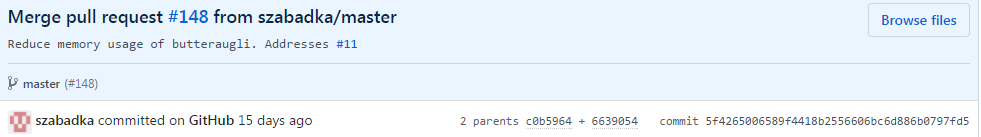 Merge pull request #148 from szabadka/master
Browse files
Reduce memory usage of butteraugli. Addresses #11
master (#148)
szabadka committed on GitHub 15 days ago
2 parents c0b5964 + 6639054 commit 5f4265006589f4418b2556606bc6d886b0797fd5